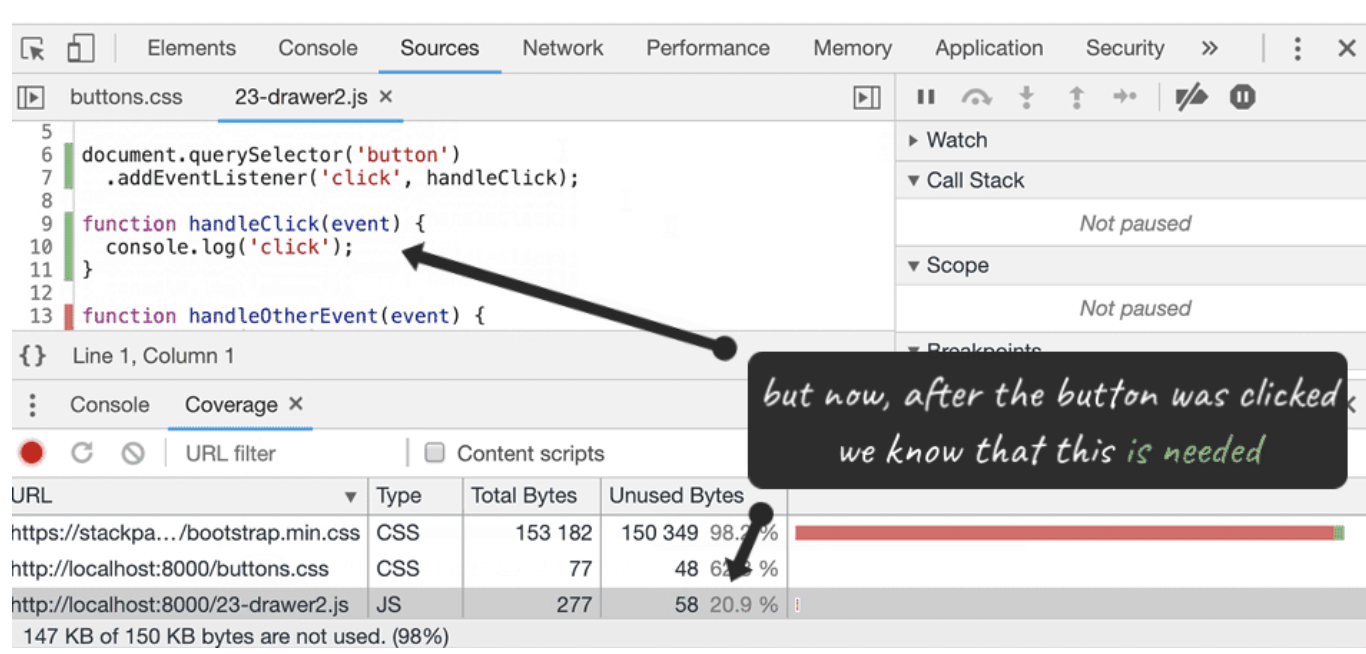 Elements Console Sources Network Performance Memory Application Security »
buttons.css 23-drawer2.js ×
5
6 document.querySelector('button')
7 .addEventListener('click', handleClick);
8
9 function handleClick(event) {
10 console.log('click');
11 }
12
13 function handleOtherEvent(event) {
{} Line 1, Column 1
Watch
Call Stack
Not paused
Scope
Not paused
Breakpoints
but now, after the button was clicked
we know that this is needed
Console Coverage ×
URL filter Content scripts
URL Type Total Bytes Unused Bytes
https://stackpa…/bootstrap.min.css CSS 153 182 150 349 %
http://localhost:8000/buttons.css CSS 77 48 %
http://localhost:8000/23-drawer2.js JS 277 58 20.9 %
147 KB of 150 KB bytes are not used. (98%)